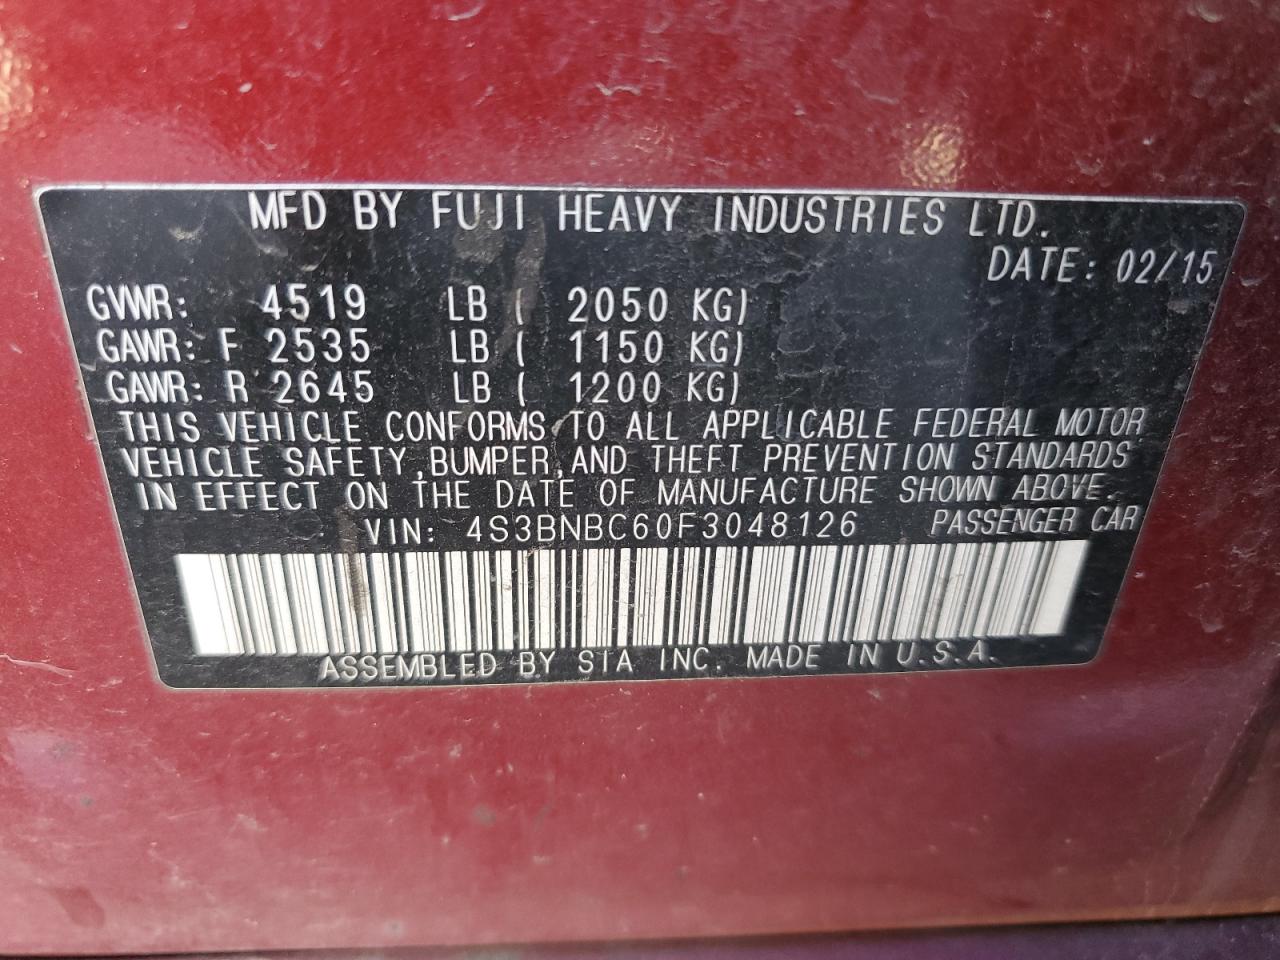 MFD BY FUJI HEAVY INDUSTRIES LTD.
DATE: 02/15
GVWR: 4519 LB ( 2050 KG)
GAWR: F 2535 LB ( 1150 KG)
GAWR: R 2645 LB ( 1200 KG)
THIS VEHICLE CONFORMS TO ALL APPLICABLE FEDERAL MOTOR
VEHICLE SAFETY,BUMPER,AND THEFT PREVENTION STANDARDS
IN EFFECT ON THE DATE OF MANUFACTURE SHOWN ABOVE.
VIN: 4S3BNBC60F3048126 PASSENGER CAR
ASSEMBLED BY SIA INC. MADE IN U.S.A.